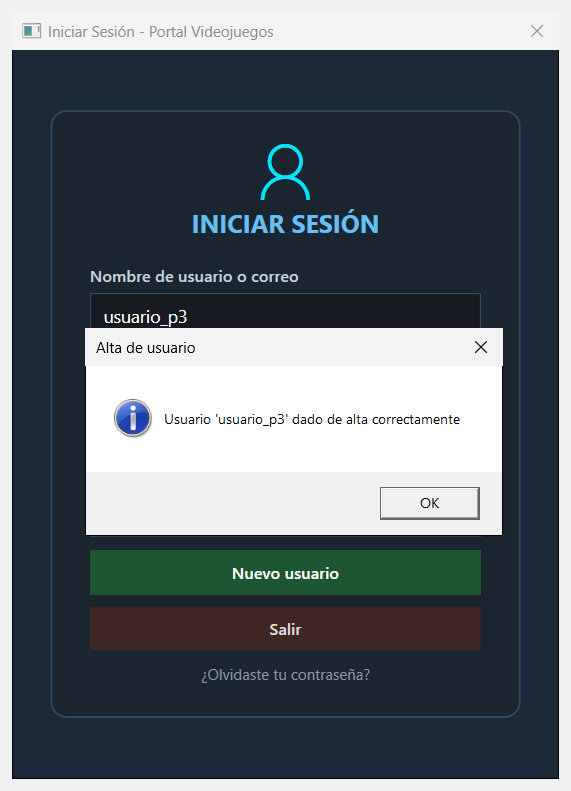 Iniciar Sesión - Portal Videojuegos
INICIAR SESIÓN
Nombre de usuario o correo
usuario_p3
Alta de usuario
Usuario 'usuario_p3' dado de alta correctamente
OK
Nuevo usuario
Salir
¿Olvidaste tu contraseña?